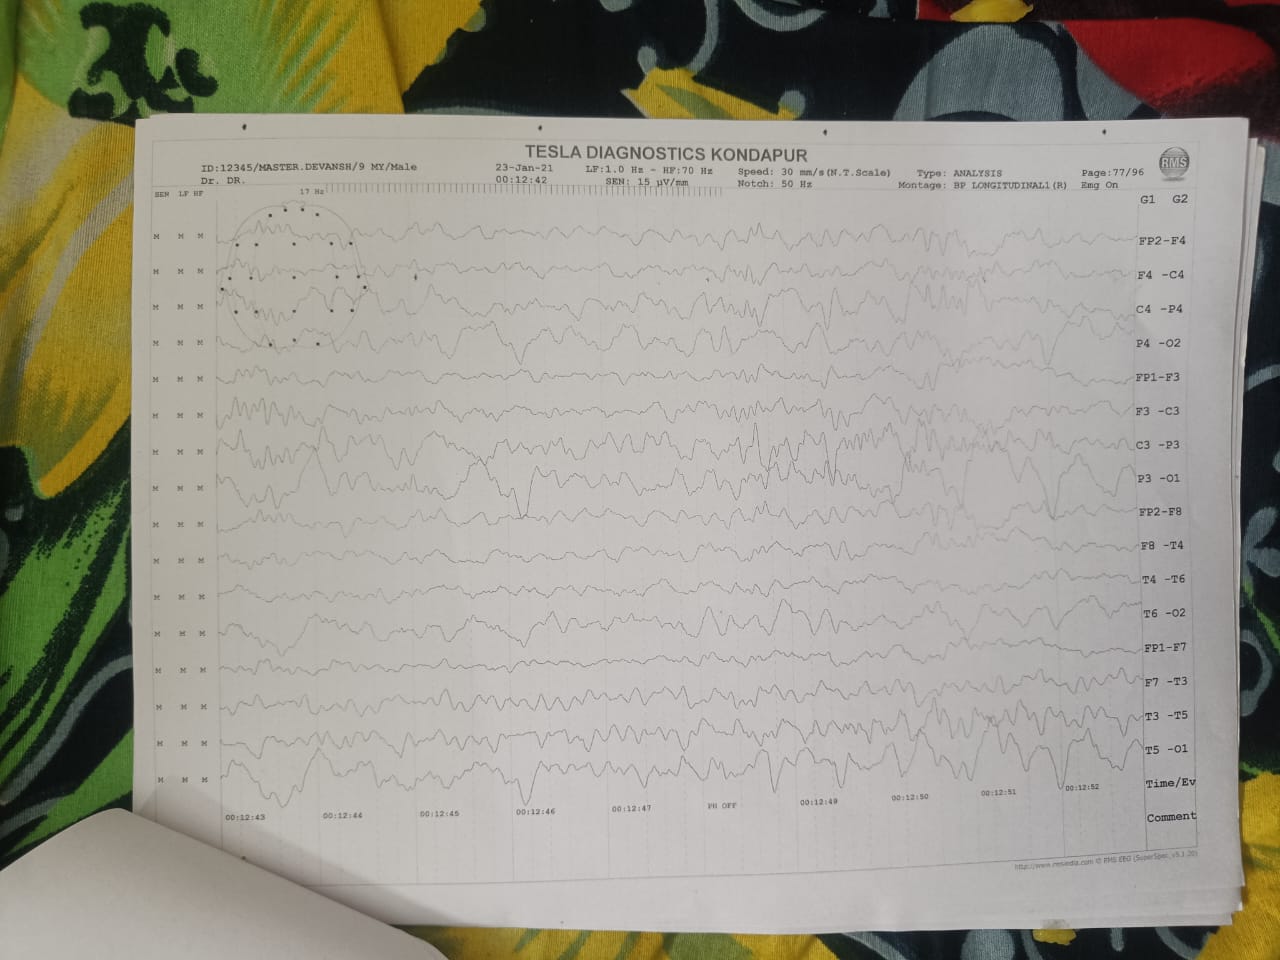 TESLA DIAGNOSTICS KONDAPUR
RMS
ID:12345/MASTER.DEVANSH/9 MY/Male
23-Jan-21
LF:1.0 Hz - HF:70 Hz
Speed: 30 mm/s(N.T.Scale)
Type: ANALYSIS
Page:77/96
Dr. DR.
00:12:42
SEN: 15 µV/mm
Notch: 50 Hz
Montage: BP LONGITUDINAL1(R)
Emg On
SEN LF HF
17 Hz
G1 G2
M M M FP2-F4
M M M F4 -C4
M M M C4 -P4
M M M P4 -O2
M M M FP1-F3
M M M F3 -C3
M M M C3 -P3
M M M P3 -O1
M M M FP2-F8
M M M F8 -T4
M M M T4 -T6
M M M T6 -O2
M M M FP1-F7
M M M F7 -T3
M M M T3 -T5
M M M T5 -O1
Time/Ev
00:12:43 00:12:44 00:12:45 00:12:46 00:12:47 PH OFF 00:12:49 00:12:50 00:12:51 00:12:52
Comment
http://www.rmsindia.com © RMS EEG (SuperSpec_v5.1.20)